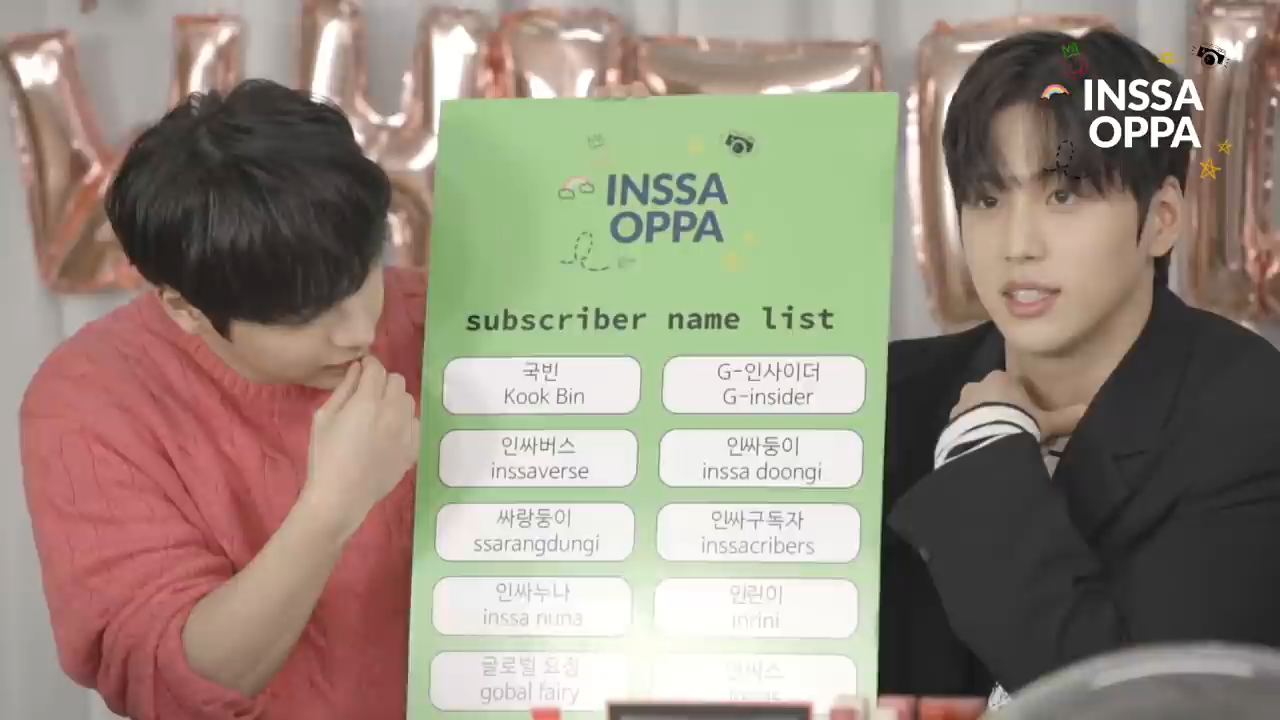 INSSA
OPPA
INSSA
OPPA
subscriber name list
국빈
Kook Bin
G-인사이더
G-insider
인싸버스
inssaverse
인싸둥이
inssa doongi
싸랑둥이
ssarangdungi
인싸구독자
inssacribers
인싸누나
inssa nuna
인린이
inrini
글로벌 요정
gobal fairy